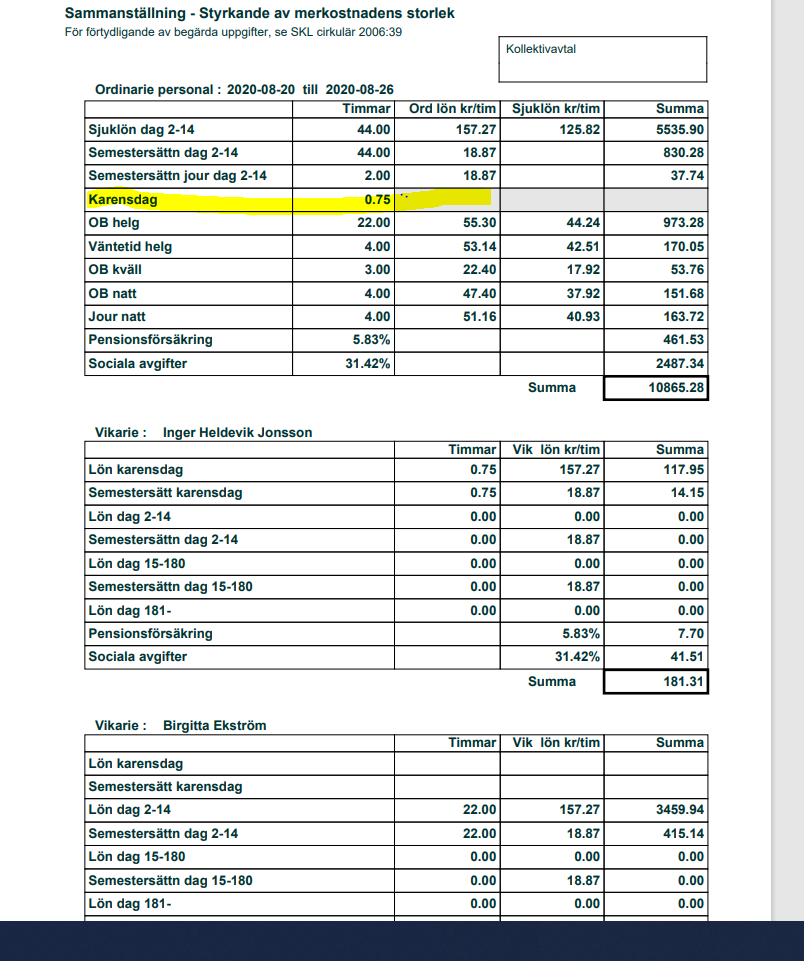 Sammanställning - Styrkande av merkostnadens storlek
För förtydligande av begärda uppgifter, se SKL cirkulär 2006:39
Kollektivavtal
Ordinarie personal : 2020-08-20 till 2020-08-26
Timmar Ord lön kr/tim Sjuklön kr/tim Summa
Sjuklön dag 2-14 44.00 157.27 125.82 5535.90
Semestersättn dag 2-14 44.00 18.87 830.28
Semestersättn jour dag 2-14 2.00 18.87 37.74
Karensdag 0.75
OB helg 22.00 55.30 44.24 973.28
Väntetid helg 4.00 53.14 42.51 170.05
OB kväll 3.00 22.40 17.92 53.76
OB natt 4.00 47.40 37.92 151.68
Jour natt 4.00 51.16 40.93 163.72
Pensionsförsäkring 5.83% 461.53
Sociala avgifter 31.42% 2487.34
Summa 10865.28
Vikarie : Inger Heldevik Jonsson
Timmar Vik lön kr/tim Summa
Lön karensdag 0.75 157.27 117.95
Semestersätt karensdag 0.75 18.87 14.15
Lön dag 2-14 0.00 0.00 0.00
Semestersättn dag 2-14 0.00 18.87 0.00
Lön dag 15-180 0.00 0.00 0.00
Semestersättn dag 15-180 0.00 18.87 0.00
Lön dag 181- 0.00 0.00 0.00
Pensionsförsäkring 5.83% 7.70
Sociala avgifter 31.42% 41.51
Summa 181.31
Vikarie : Birgitta Ekström
Timmar Vik lön kr/tim Summa
Lön karensdag
Semestersätt karensdag
Lön dag 2-14 22.00 157.27 3459.94
Semestersättn dag 2-14 22.00 18.87 415.14
Lön dag 15-180 0.00 0.00 0.00
Semestersättn dag 15-180 0.00 18.87 0.00
Lön dag 181- 0.00 0.00 0.00